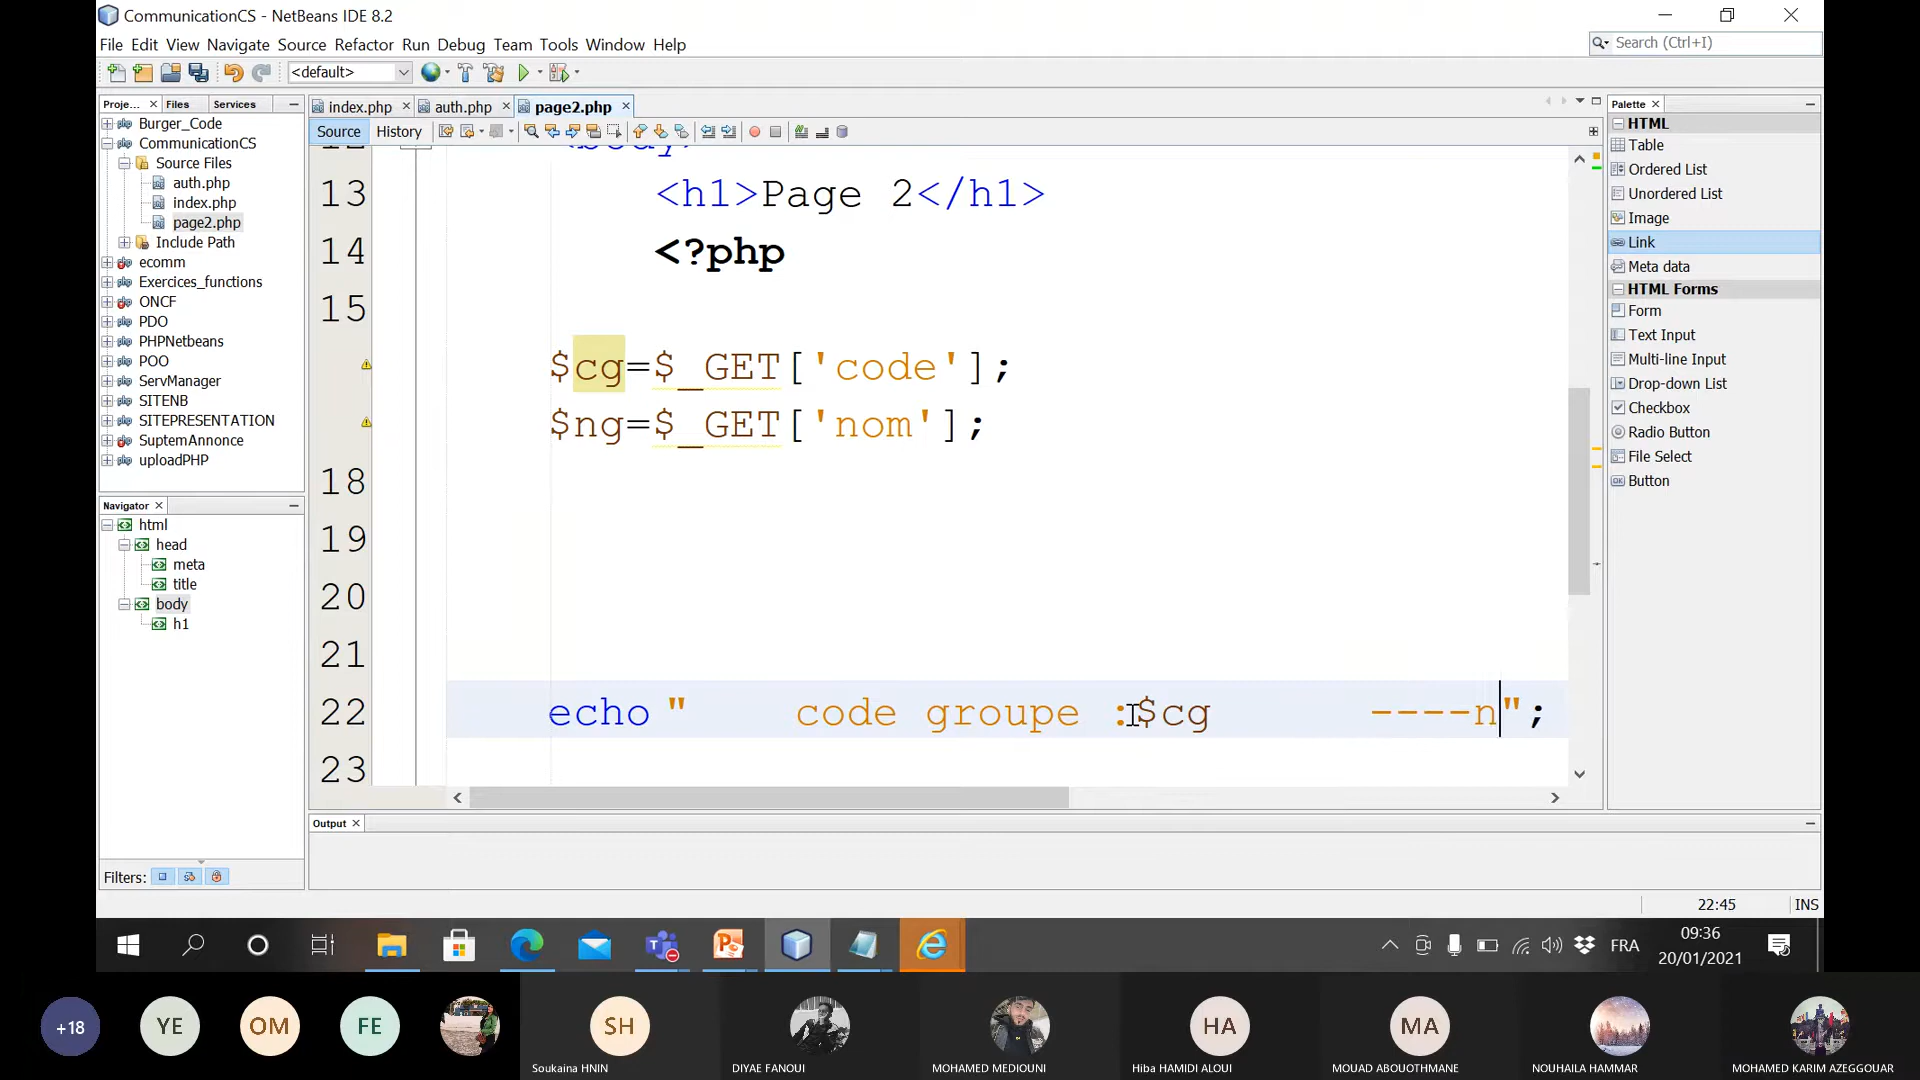 CommunicationCS - NetBeans IDE 8.2
File Edit View Navigate Source Refactor Run Debug Team Tools Window Help
Search (Ctrl+I)
<default>
Proje... Files Services
index.php auth.php page2.php
Palette
Source History
Burger_Code
CommunicationCS
Source Files
auth.php
index.php
page2.php
Include Path
ecomm
Exercices_functions
ONCF
PDO
PHPNetbeans
POO
ServManager
SITENB
SITEPRESENTATION
SuptemAnnonce
uploadPHP
Navigator
html
head
meta
title
body
h1
Filters:
12 <body>
13 <h1>Page 2</h1>
14 <?php
15
$cg=$_GET['code'];
$ng=$_GET['nom'];
18
19
20
21
22 echo " code groupe :$cg ----n";
23
Output
HTML
Table
Ordered List
Unordered List
Image
Link
Meta data
HTML Forms
Form
Text Input
Multi-line Input
Drop-down List
Checkbox
Radio Button
File Select
Button
22:45 INS
FRA
09:36
20/01/2021
+18 YE OM FE SH HA MA
Soukaina HNIN DIYAE FANOUI MOHAMED MEDIOUNI Hiba HAMIDI ALOUI MOUAD ABOUOTHMANE NOUHAILA HAMMAR MOHAMED KARIM AZEGGOUAR